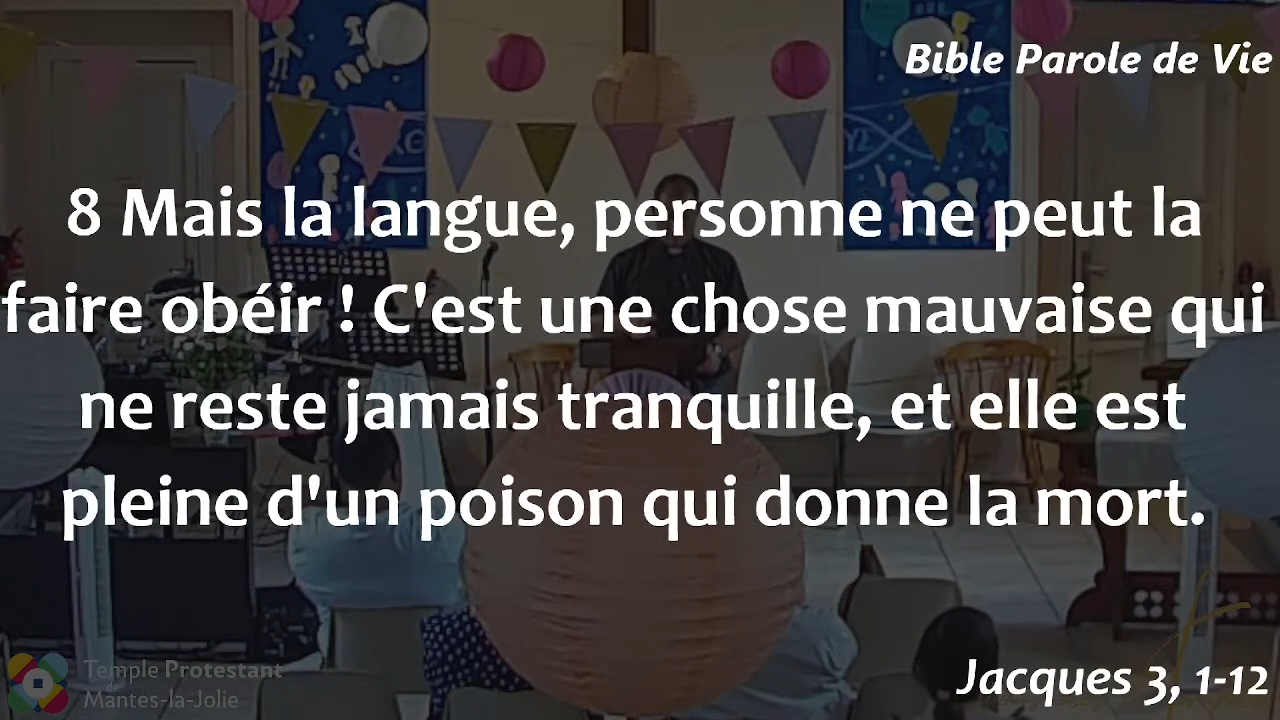 Bible Parole de Vie
8 Mais la langue, personne ne peut la
faire obéir ! C'est une chose mauvaise qui
ne reste jamais tranquille, et elle est
pleine d'un poison qui donne la mort.
Temple Protestant
Mantes-la-Jolie
Jacques 3, 1-12